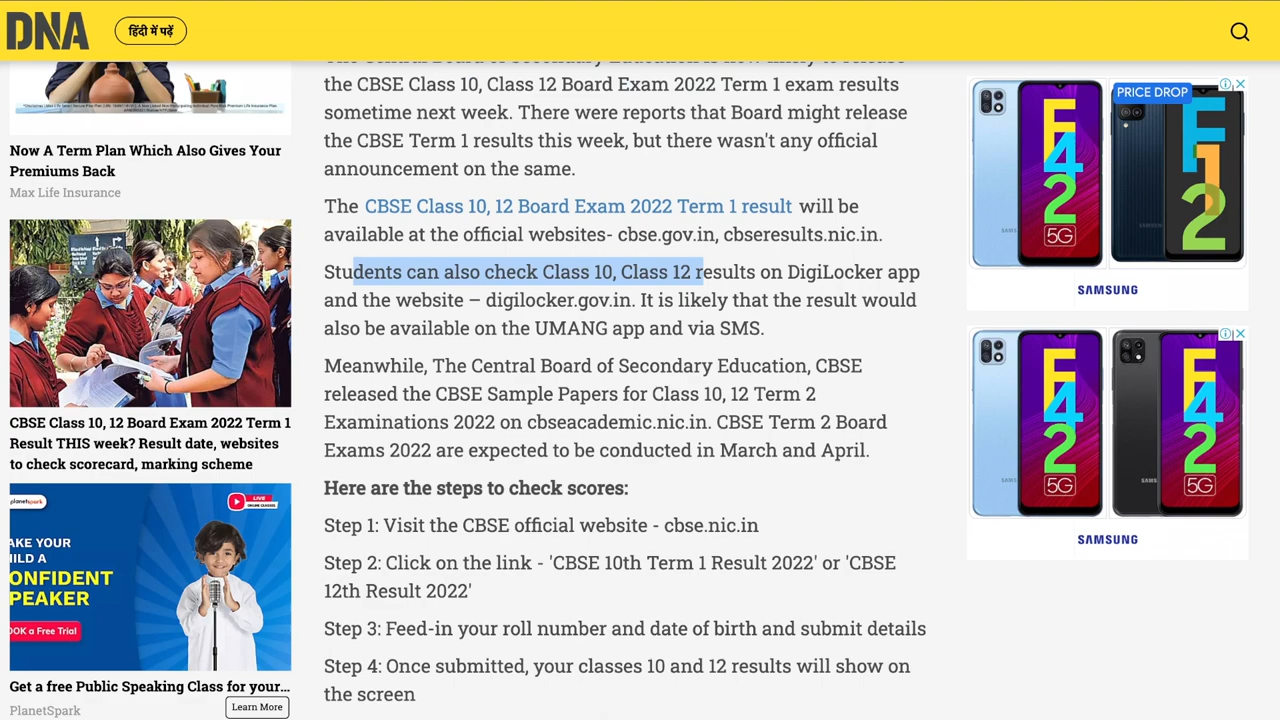 DNA
हिंदी में पढ़ें
the CBSE Class 10, Class 12 Board Exam 2022 Term 1 exam results
sometime next week. There were reports that Board might release
the CBSE Term 1 results this week, but there wasn't any official
announcement on the same.
The CBSE Class 10, 12 Board Exam 2022 Term 1 result will be
available at the official websites- cbse.gov.in, cbseresults.nic.in.
Students can also check Class 10, Class 12 results on DigiLocker app
and the website – digilocker.gov.in. It is likely that the result would
also be available on the UMANG app and via SMS.
Meanwhile, The Central Board of Secondary Education, CBSE
released the CBSE Sample Papers for Class 10, 12 Term 2
Examinations 2022 on cbseacademic.nic.in. CBSE Term 2 Board
Exams 2022 are expected to be conducted in March and April.
Here are the steps to check scores:
Step 1: Visit the CBSE official website - cbse.nic.in
Step 2: Click on the link - 'CBSE 10th Term 1 Result 2022' or 'CBSE
12th Result 2022'
Step 3: Feed-in your roll number and date of birth and submit details
Step 4: Once submitted, your classes 10 and 12 results will show on
the screen
Now A Term Plan Which Also Gives Your
Premiums Back
Max Life Insurance
CBSE Class 10, 12 Board Exam 2022 Term 1
Result THIS week? Result date, websites
to check scorecard, marking scheme
planetspark
LIVE
ONLINE CLASSES
AKE YOUR
HILD A
ONFIDENT
PEAKER
OOK a Free Trial
Get a free Public Speaking Class for your...
PlanetSpark
Learn More
PRICE DROP
F42
5G
F12
SAMSUNG
F42
5G
F42
5G
SAMSUNG